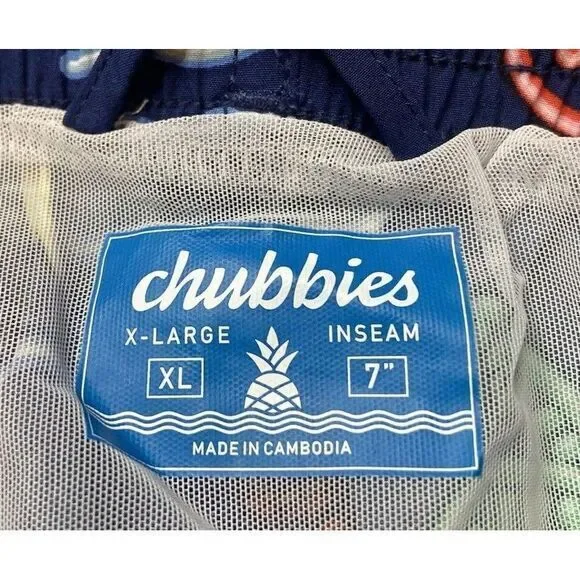 chubbies
X-LARGE INSEAM
XL 7"
MADE IN CAMBODIA